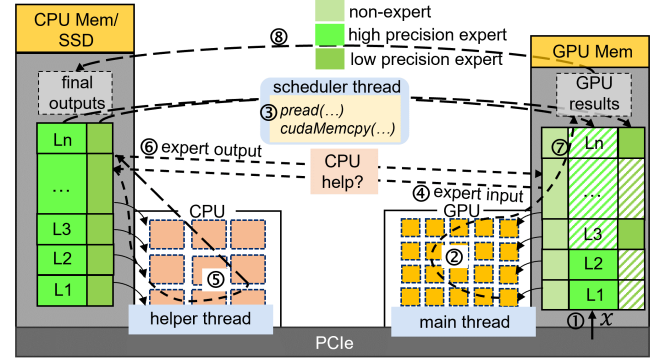 CPU Mem/
SSD
non-expert
high precision expert
low precision expert
GPU Mem
⑧
final
outputs
scheduler thread
③ pread(…)
cudaMemcpy(…)
GPU
results
Ln
…
L3
L2
L1
⑥ expert output
CPU
help?
④ expert input
⑦
Ln
…
L3
L2
L1
CPU
⑤
helper thread
GPU
②
main thread
① x
PCIe